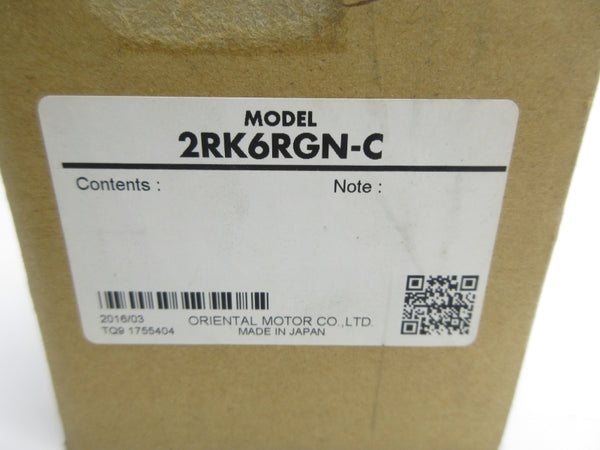 MODEL
2RK6RGN-C
Contents :
Note :
2016/03
TQ9 1755404
ORIENTAL MOTOR CO.,LTD.
MADE IN JAPAN